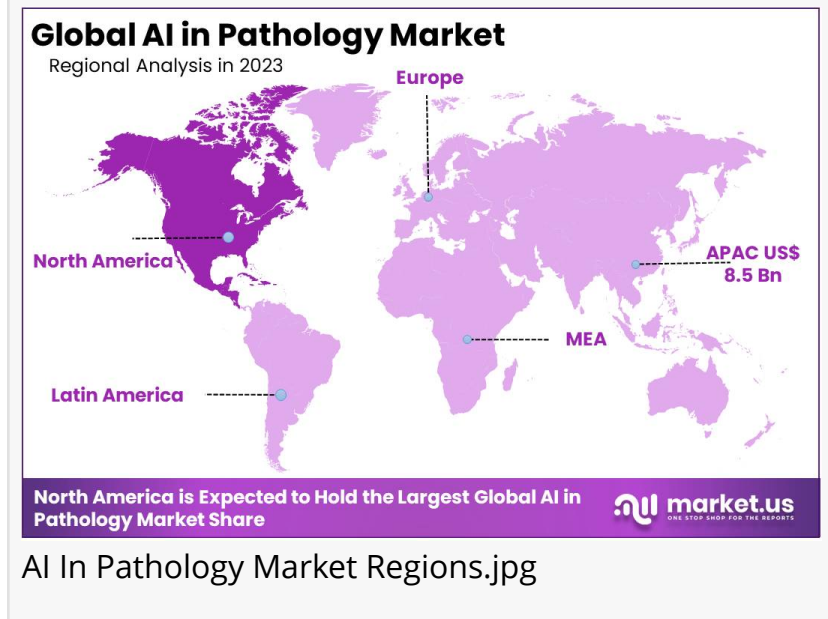 Global AI in Pathology Market
Regional Analysis in 2023
Europe
North America
APAC US$
8.5 Bn
MEA
Latin America
North America is Expected to Hold the Largest Global AI in
Pathology Market Share
market.us
ONE STOP SHOP FOR THE REPORTS
AI In Pathology Market Regions.jpg